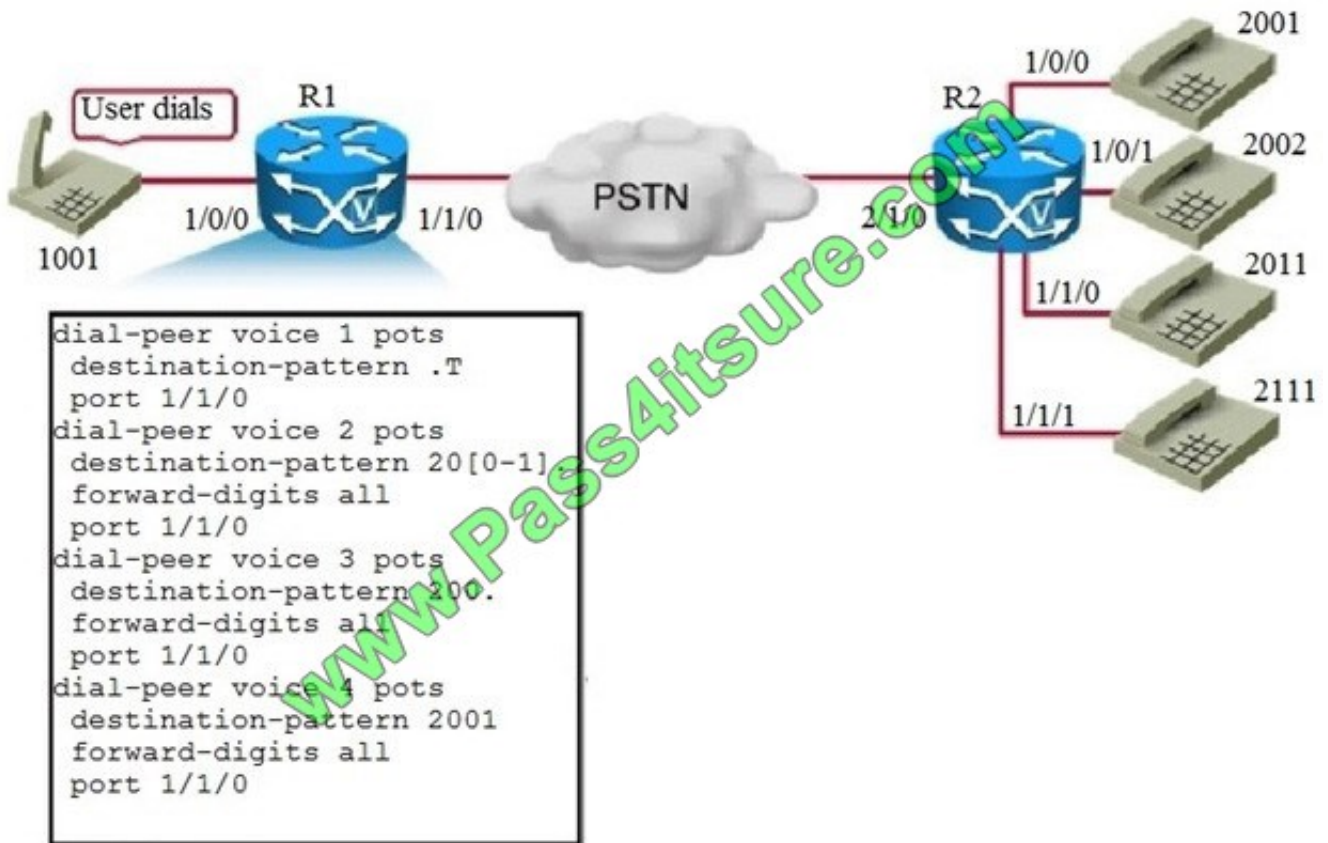 User dials
R1
1001
1/0/0
1/1/0
PSTN
R2
2/1/0
1/0/0
2001
1/0/1
2002
1/1/0
2011
1/1/1
2111
dial-peer voice 1 pots
destination-pattern .T
port 1/1/0
dial-peer voice 2 pots
destination-pattern 20[0-1].
forward-digits all
port 1/1/0
dial-peer voice 3 pots
destination-pattern 200.
forward-digits all
port 1/1/0
dial-peer voice 4 pots
destination-pattern 2001
forward-digits all
port 1/1/0
www.Pass4itsure.com
V
V